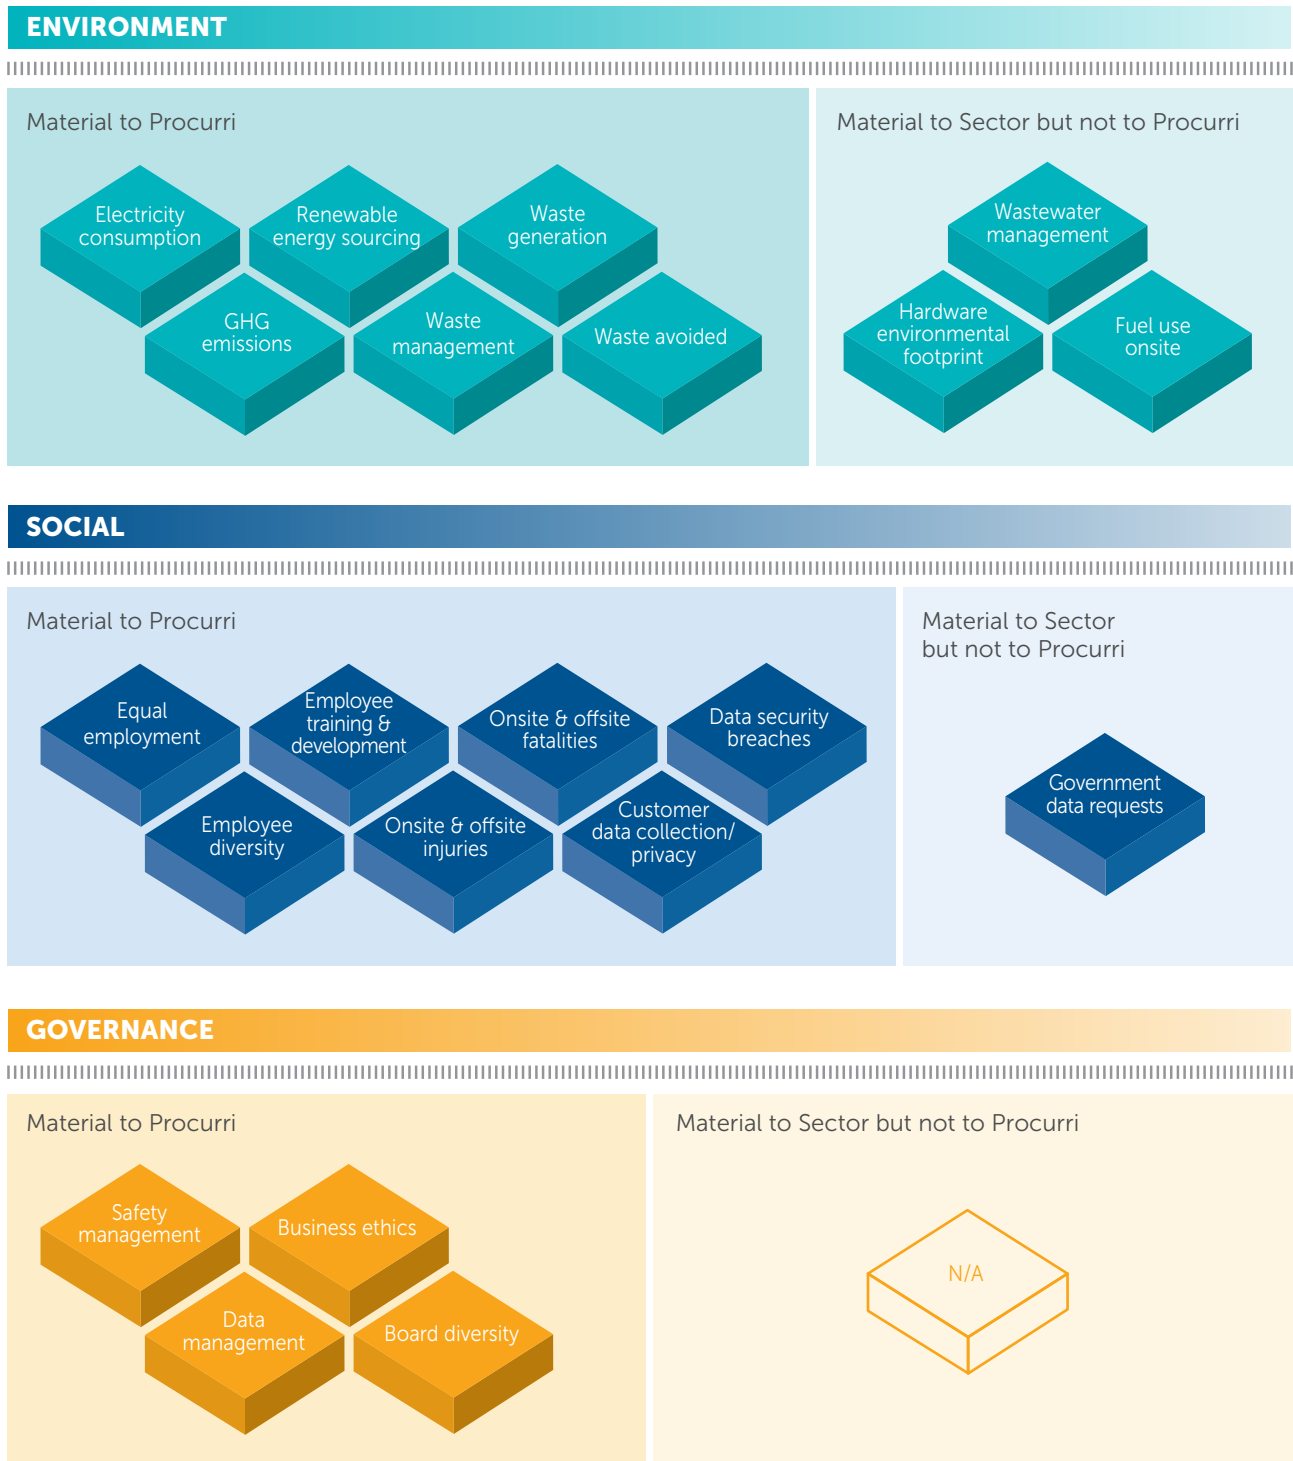 ENVIRONMENT
Material to Procurri
Electricity
consumption
Renewable
energy sourcing
Waste
generation
GHG
emissions
Waste
management
Waste avoided
Material to Sector but not to Procurri
Wastewater
management
Hardware
environmental
footprint
Fuel use
onsite
SOCIAL
Material to Procurri
Equal
employment
Employee
training &
development
Onsite & offsite
fatalities
Data security
breaches
Employee
diversity
Onsite & offsite
injuries
Customer
data collection/
privacy
Material to Sector
but not to Procurri
Government
data requests
GOVERNANCE
Material to Procurri
Safety
management
Business ethics
Data
management
Board diversity
Material to Sector but not to Procurri
N/A